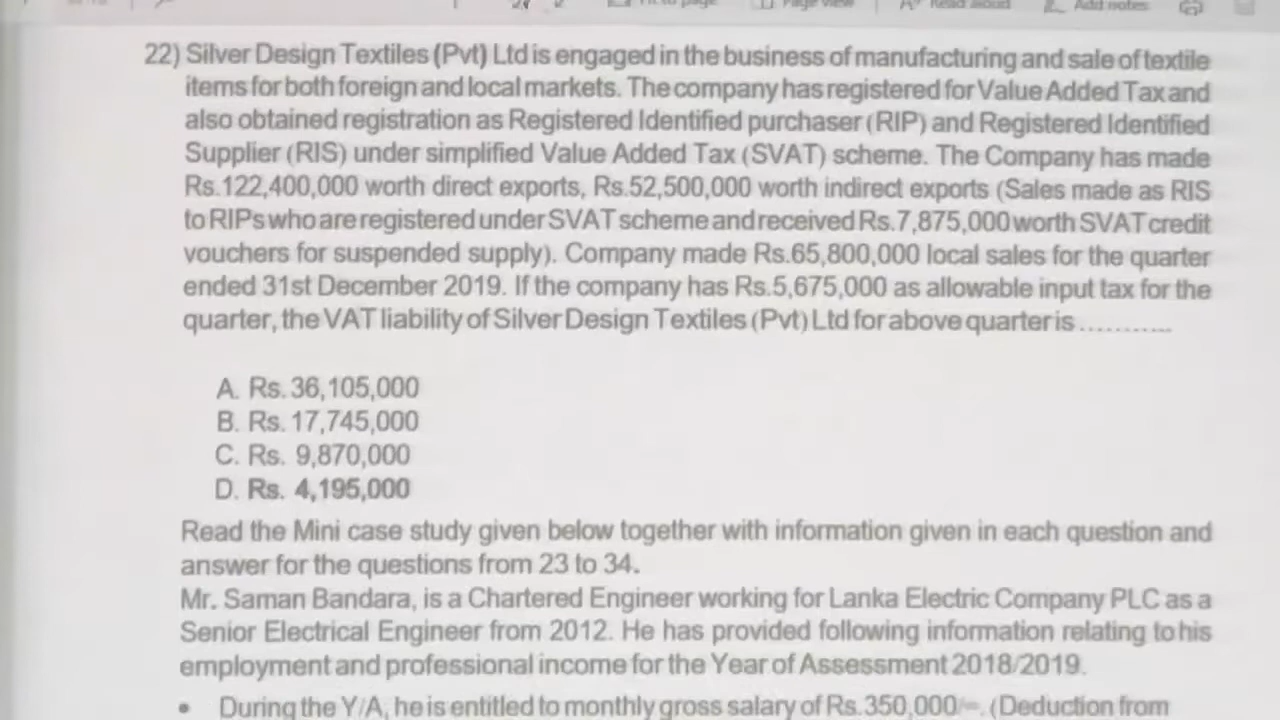 Page view
Read aloud
Add notes
22) Silver Design Textiles (Pvt) Ltd is engaged in the business of manufacturing and sale of textile
items for both foreign and local markets. The company has registered for Value Added Tax and
also obtained registration as Registered Identified purchaser (RIP) and Registered Identified
Supplier (RIS) under simplified Value Added Tax (SVAT) scheme. The Company has made
Rs.122,400,000 worth direct exports, Rs.52,500,000 worth indirect exports (Sales made as RIS
to RIPs who are registered under SVAT scheme and received Rs.7,875,000 worth SVAT credit
vouchers for suspended supply). Company made Rs.65,800,000 local sales for the quarter
ended 31st December 2019. If the company has Rs.5,675,000 as allowable input tax for the
quarter, the VAT liability of Silver Design Textiles (Pvt) Ltd for above quarter is ............
A. Rs. 36,105,000
B. Rs. 17,745,000
C. Rs. 9,870,000
D. Rs. 4,195,000
Read the Mini case study given below together with information given in each question and
answer for the questions from 23 to 34.
Mr. Saman Bandara, is a Chartered Engineer working for Lanka Electric Company PLC as a
Senior Electrical Engineer from 2012. He has provided following information relating to his
employment and professional income for the Year of Assessment 2018/2019.
• During the Y/A, he is entitled to monthly gross salary of Rs.350,000/=. (Deduction from